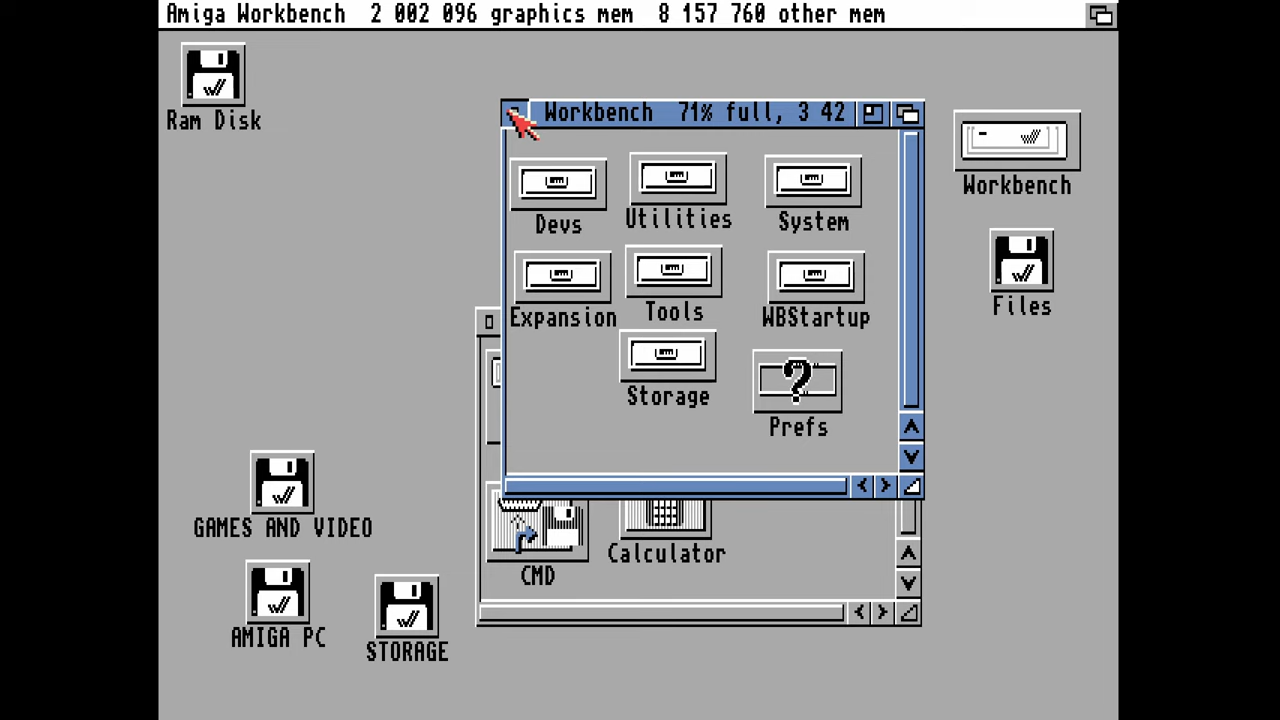 Amiga Workbench 2 002 096 graphics mem 8 157 760 other mem
Ram Disk
Workbench 71% full, 3 42
Workbench
Devs
Utilities
System
Files
Expansion
Tools
WBStartup
Storage
Prefs
GAMES AND VIDEO
CMD
Calculator
AMIGA PC
STORAGE